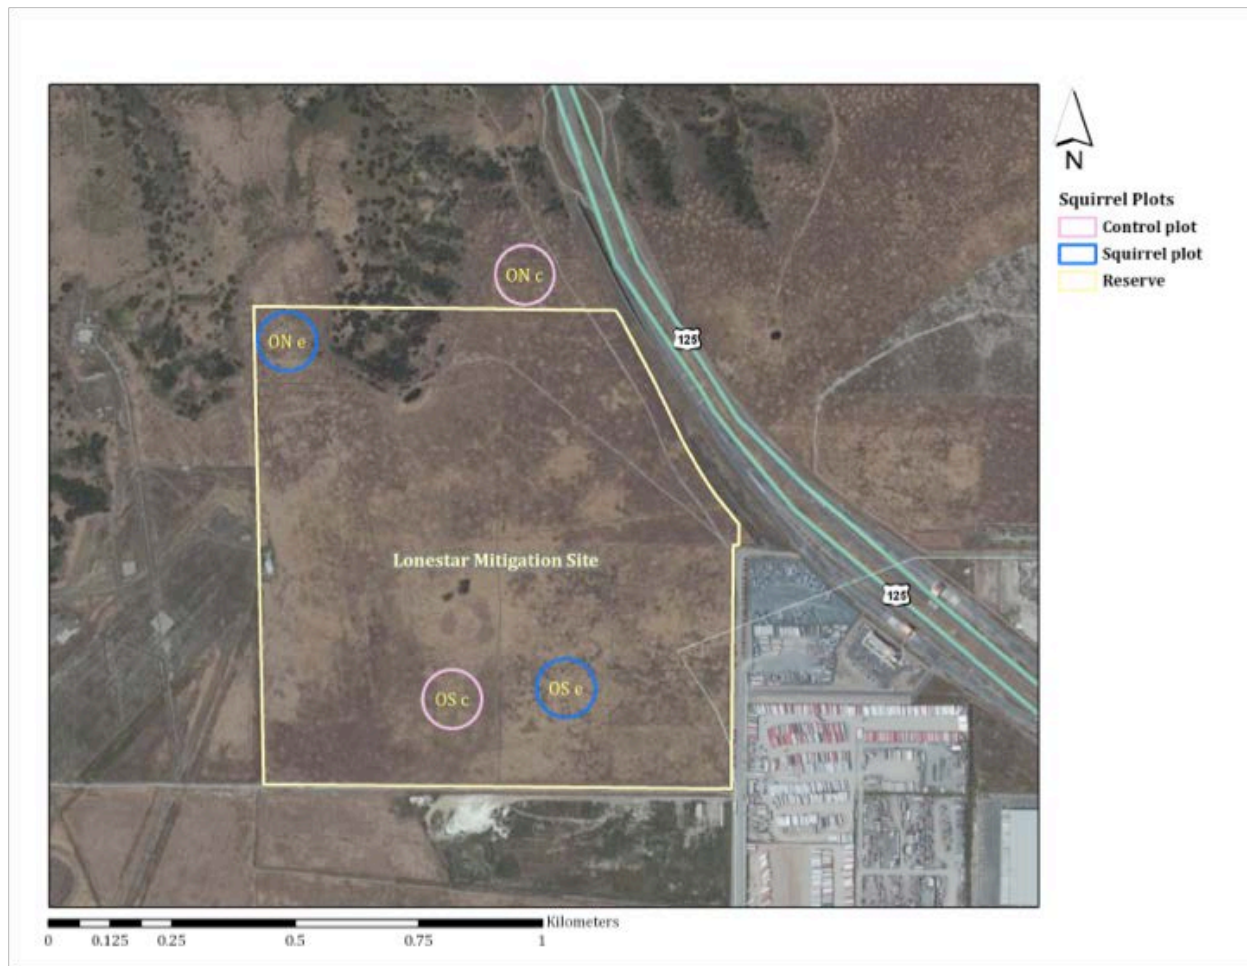 N
Squirrel Plots
Control plot
Squirrel plot
Reserve
ON c
ON e
125
Lonestar Mitigation Site
125
OS c
OS e
Kilometers
0 0.125 0.25 0.5 0.75 1